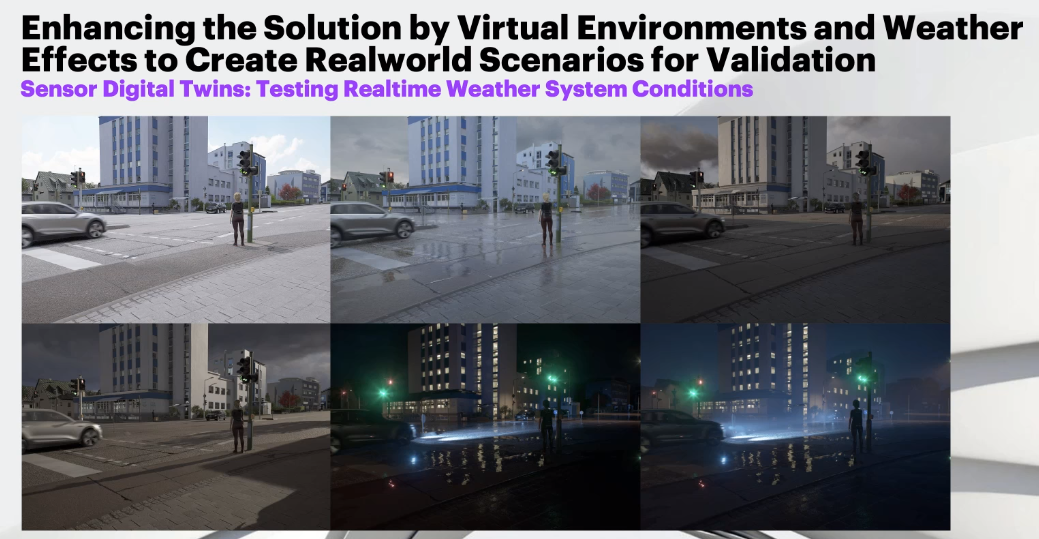 Enhancing the Solution by Virtual Environments and Weather
Effects to Create Realworld Scenarios for Validation
Sensor Digital Twins: Testing Realtime Weather System Conditions